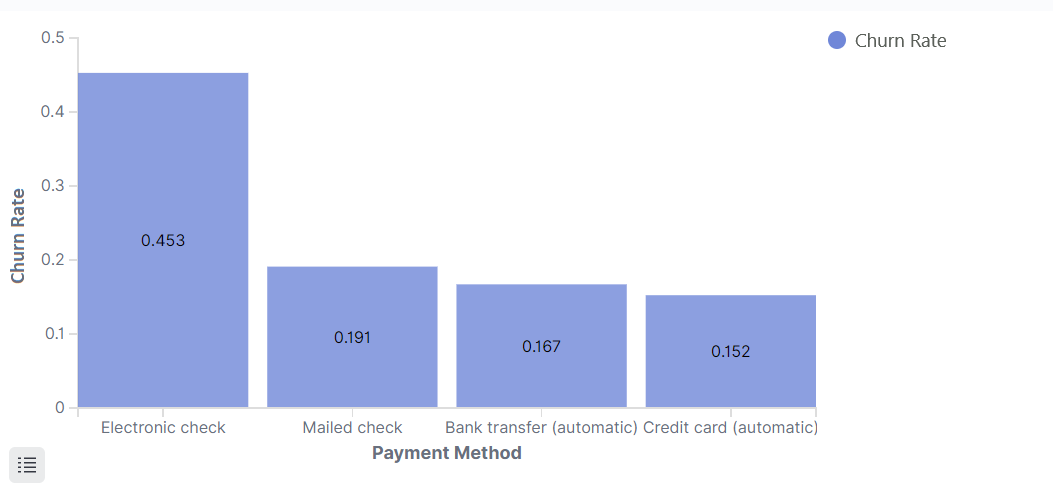 Churn Rate
0.5
0.4
0.3
0.2
0.1
0
Churn Rate
0.453
0.191
0.167
0.152
Electronic check
Mailed check
Bank transfer (automatic)
Credit card (automatic)
Payment Method